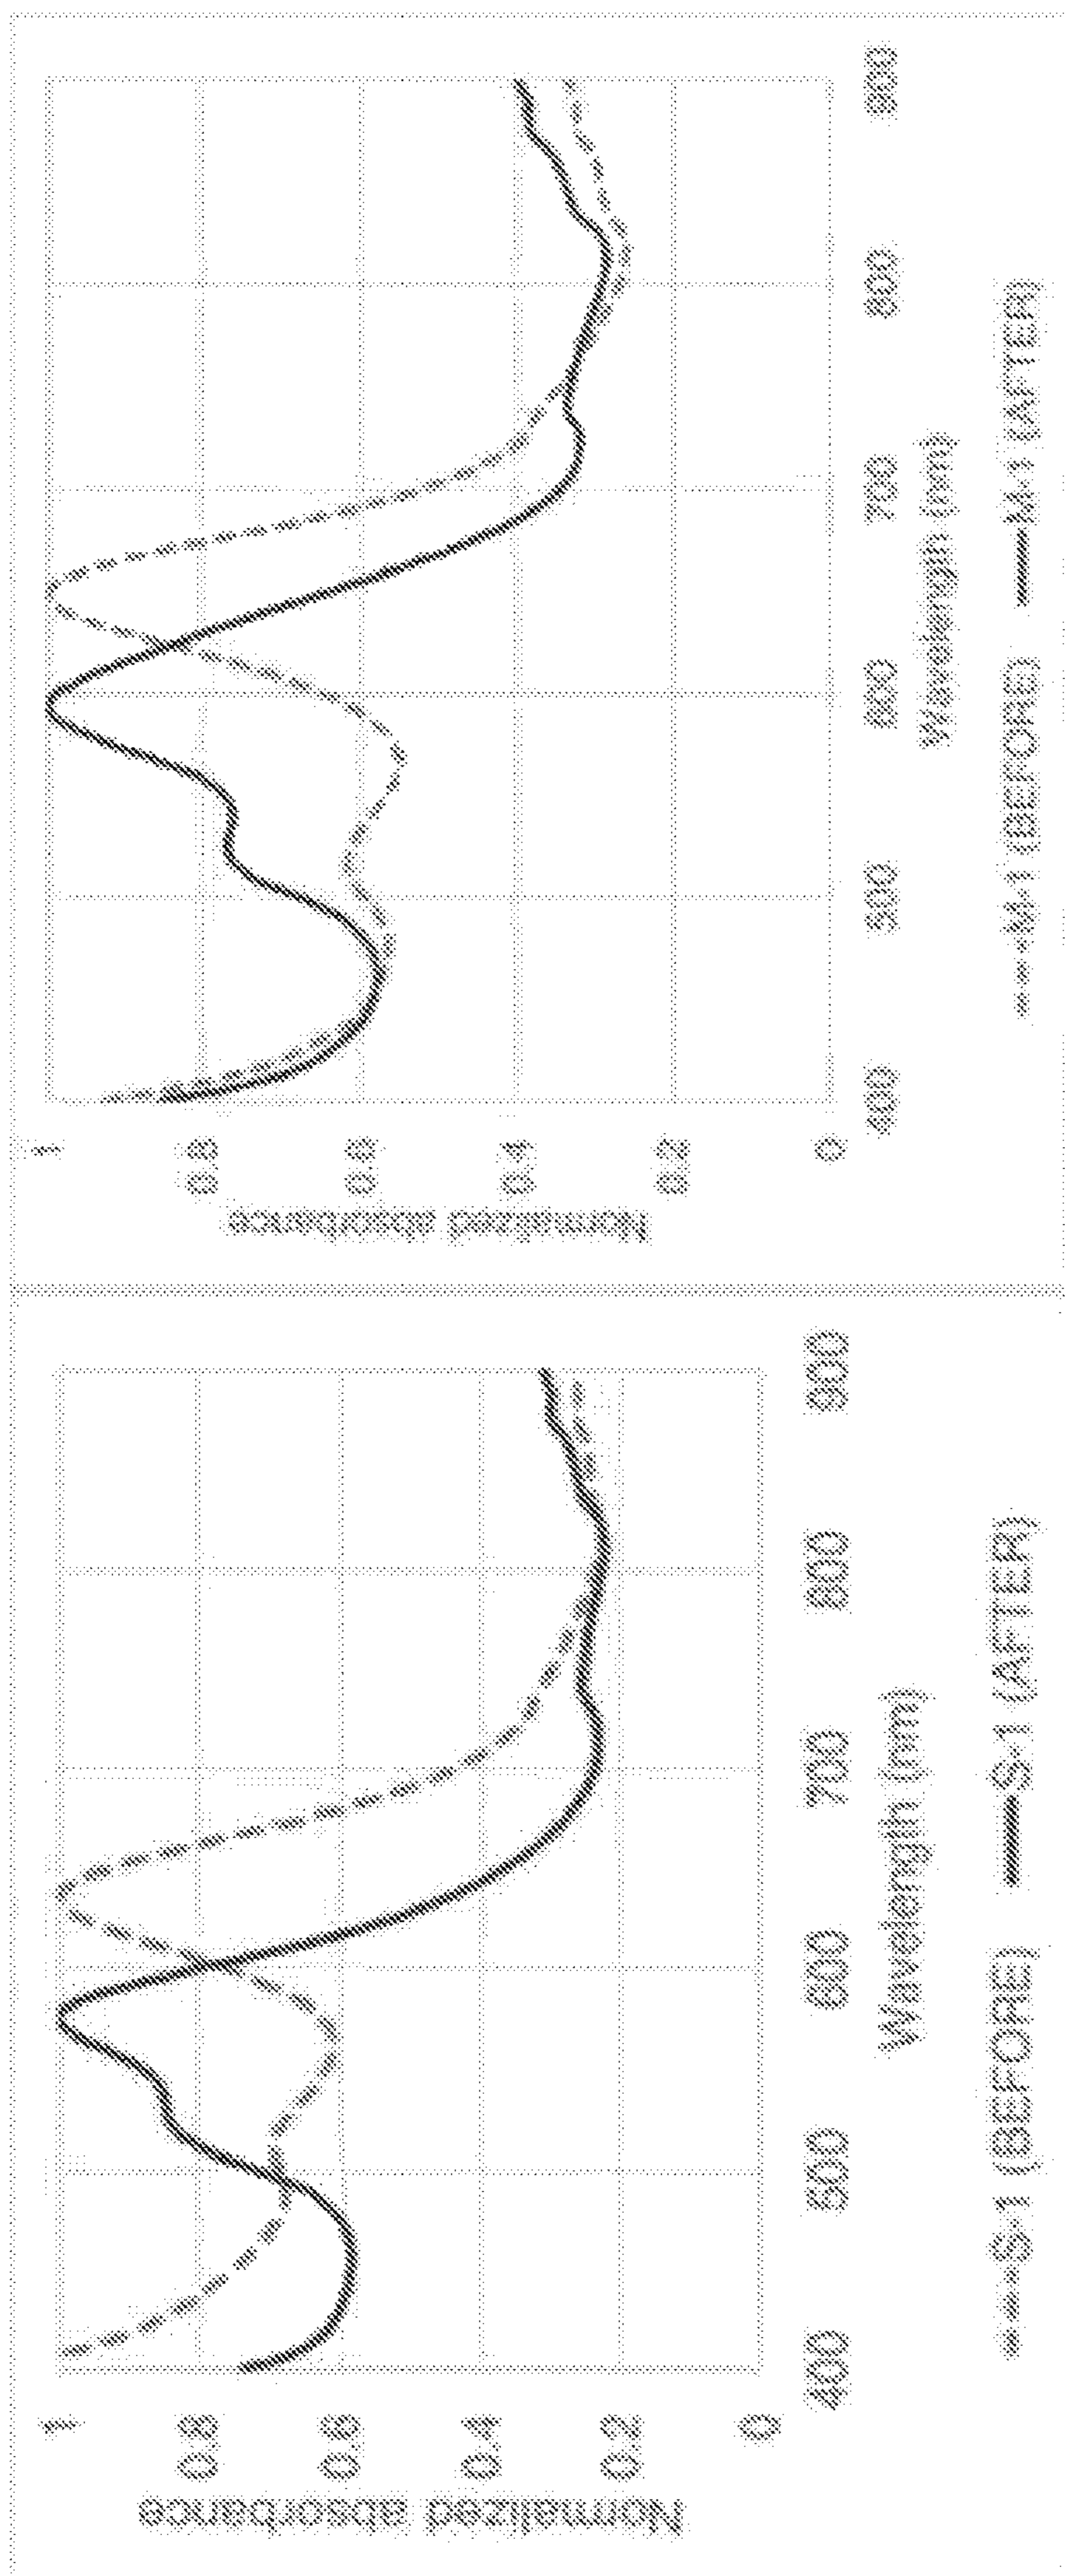 Normalized absorbance
1
0.8
0.6
0.4
0.2
0
400 500 600 700 800 900
Wavelength (nm)
S-1 (BEFORE) S-1 (AFTER)
Normalized absorbance
1
0.8
0.6
0.4
0.2
0
400 500 600 700 800 900
Wavelength (nm)
M-1 (BEFORE) M-1 (AFTER)